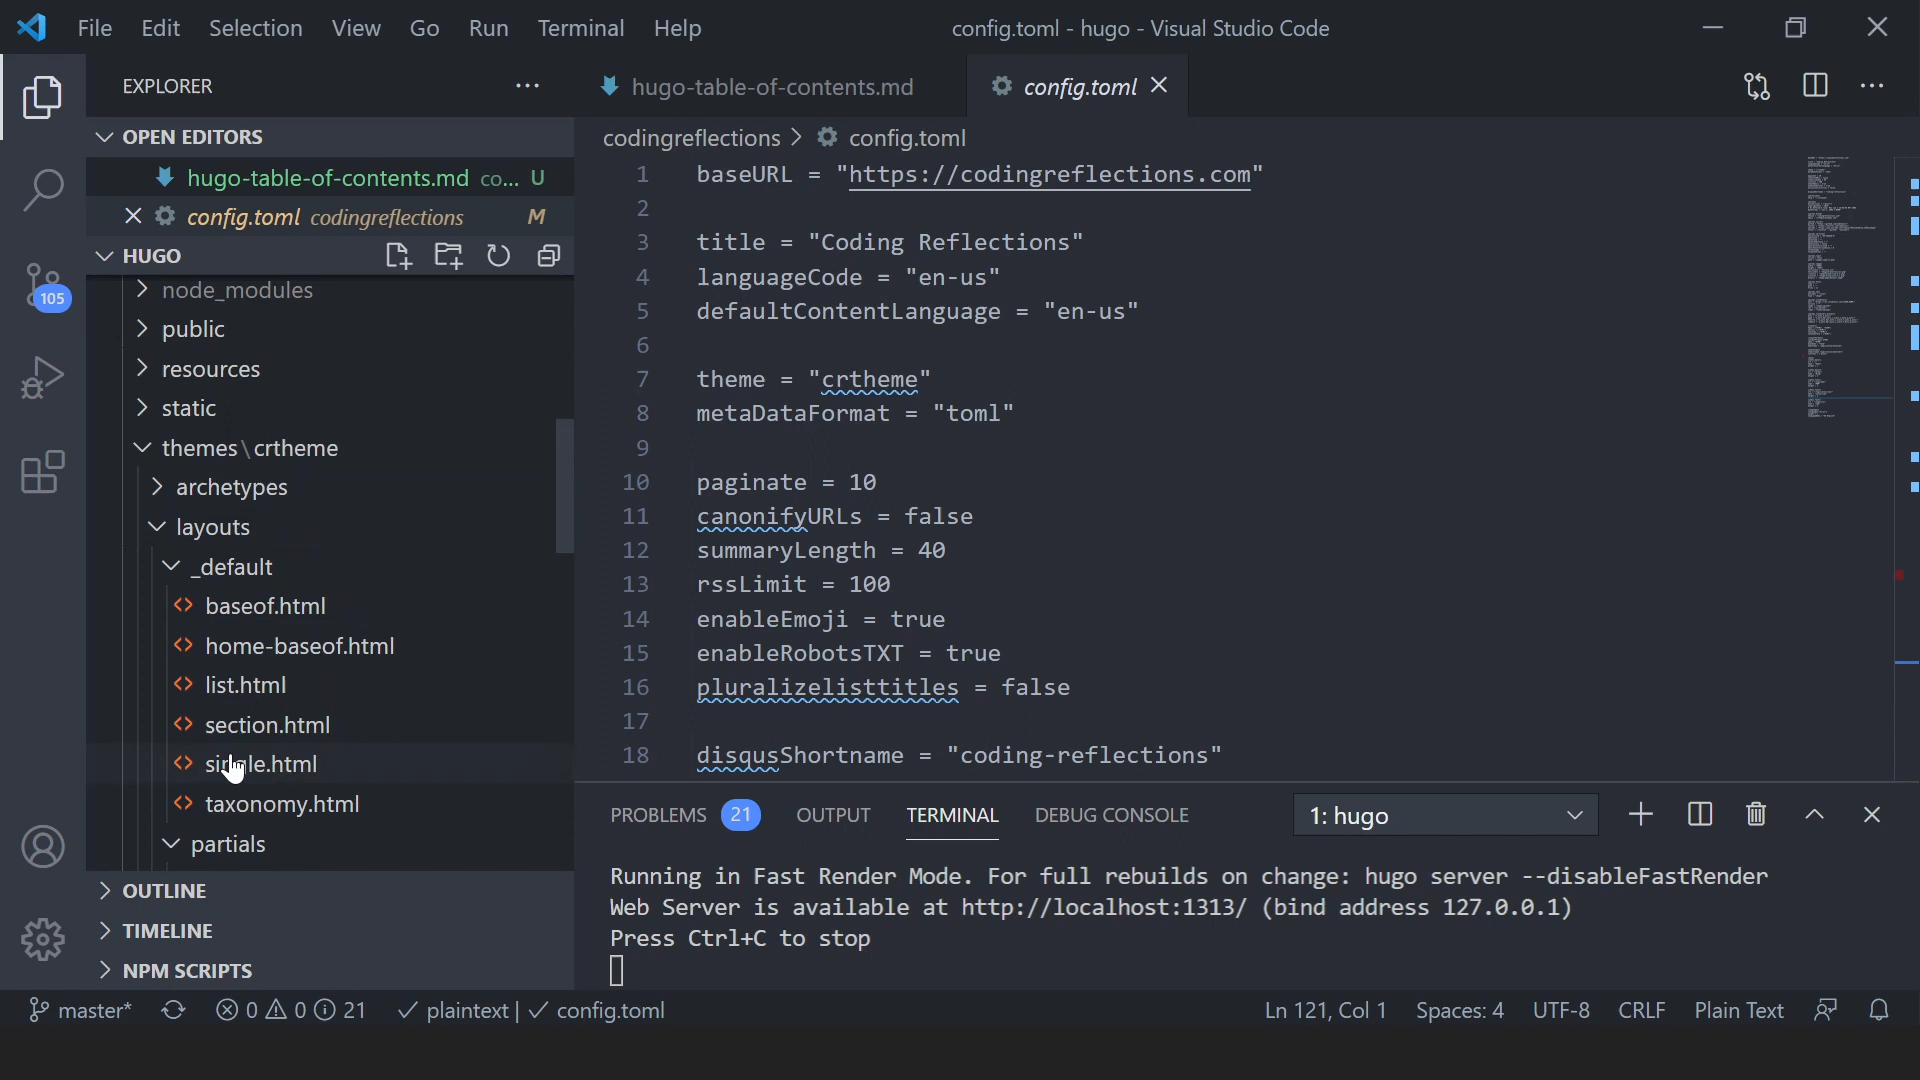 File Edit Selection View Go Run Terminal Help config.toml - hugo - Visual Studio Code
EXPLORER
hugo-table-of-contents.md
config.toml
OPEN EDITORS
hugo-table-of-contents.md co... U
config.toml codingreflections M
HUGO
105
node_modules
public
resources
static
themes\crtheme
archetypes
layouts
_default
baseof.html
home-baseof.html
list.html
section.html
single.html
taxonomy.html
partials
OUTLINE
TIMELINE
NPM SCRIPTS
codingreflections > config.toml
1 baseURL = "https://codingreflections.com"
2
3 title = "Coding Reflections"
4 languageCode = "en-us"
5 defaultContentLanguage = "en-us"
6
7 theme = "crtheme"
8 metaDataFormat = "toml"
9
10 paginate = 10
11 canonifyURLs = false
12 summaryLength = 40
13 rssLimit = 100
14 enableEmoji = true
15 enableRobotsTXT = true
16 pluralizelisttitles = false
17
18 disqusShortname = "coding-reflections"
PROBLEMS 21 OUTPUT TERMINAL DEBUG CONSOLE 1: hugo
Running in Fast Render Mode. For full rebuilds on change: hugo server --disableFastRender
Web Server is available at http://localhost:1313/ (bind address 127.0.0.1)
Press Ctrl+C to stop
master* 0 0 21 plaintext | config.toml Ln 121, Col 1 Spaces: 4 UTF-8 CRLF Plain Text